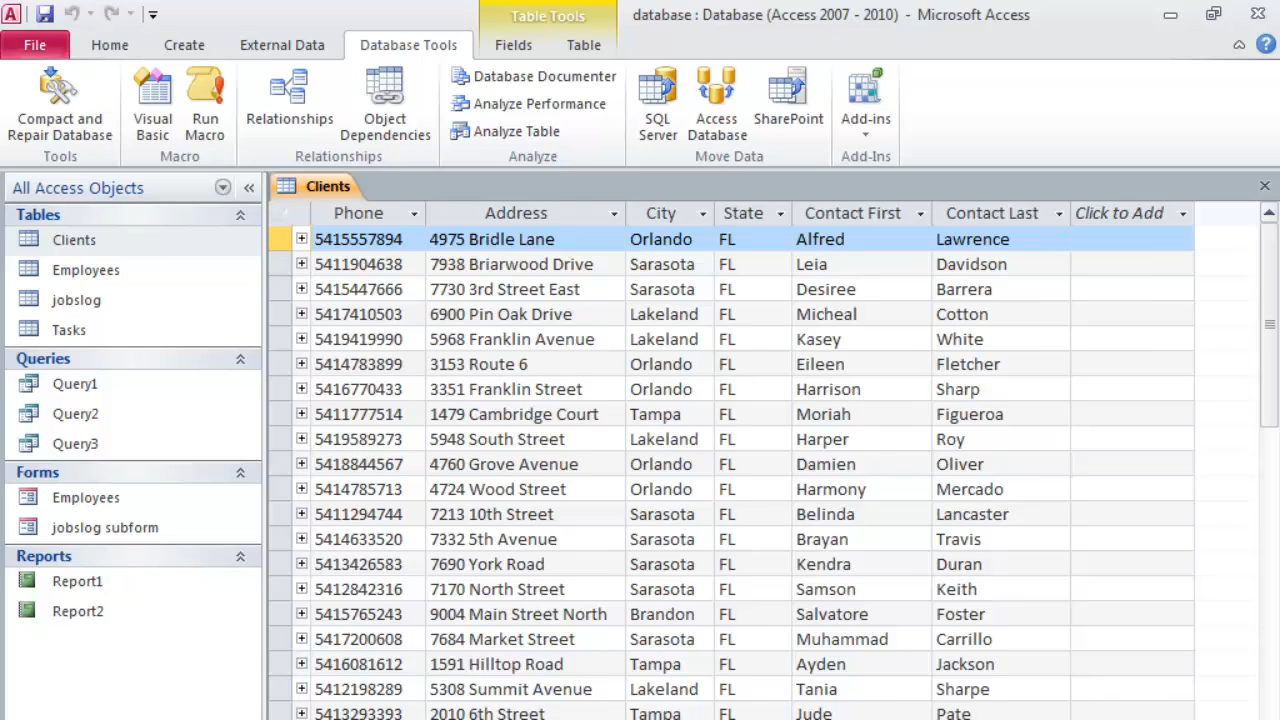 Table Tools
database : Database (Access 2007 - 2010) - Microsoft Access
File Home Create External Data Database Tools Fields Table
Compact and Repair Database
Visual Basic
Run Macro
Relationships
Object Dependencies
Database Documenter
Analyze Performance
Analyze Table
SQL Server
Access Database
SharePoint
Add-ins
Tools Macro Relationships Analyze Move Data Add-Ins
All Access Objects
Tables
Clients
Employees
jobslog
Tasks
Queries
Query1
Query2
Query3
Forms
Employees
jobslog subform
Reports
Report1
Report2
Clients
Phone Address City State Contact First Contact Last Click to Add
5415557894 4975 Bridle Lane Orlando FL Alfred Lawrence
5411904638 7938 Briarwood Drive Sarasota FL Leia Davidson
5415447666 7730 3rd Street East Sarasota FL Desiree Barrera
5417410503 6900 Pin Oak Drive Lakeland FL Micheal Cotton
5419419990 5968 Franklin Avenue Lakeland FL Kasey White
5414783899 3153 Route 6 Orlando FL Eileen Fletcher
5416770433 3351 Franklin Street Orlando FL Harrison Sharp
5411777514 1479 Cambridge Court Tampa FL Moriah Figueroa
5419589273 5948 South Street Lakeland FL Harper Roy
5418844567 4760 Grove Avenue Orlando FL Damien Oliver
5414785713 4724 Wood Street Orlando FL Harmony Mercado
5411294744 7213 10th Street Sarasota FL Belinda Lancaster
5414633520 7332 5th Avenue Sarasota FL Brayan Travis
5413426583 7690 York Road Sarasota FL Kendra Duran
5412842316 7170 North Street Sarasota FL Samson Keith
5415765243 9004 Main Street North Brandon FL Salvatore Foster
5417200608 7684 Market Street Sarasota FL Muhammad Carrillo
5416081612 1591 Hilltop Road Tampa FL Ayden Jackson
5412198289 5308 Summit Avenue Lakeland FL Tania Sharpe
5413293393 2010 6th Street Tampa FL Jude Pate